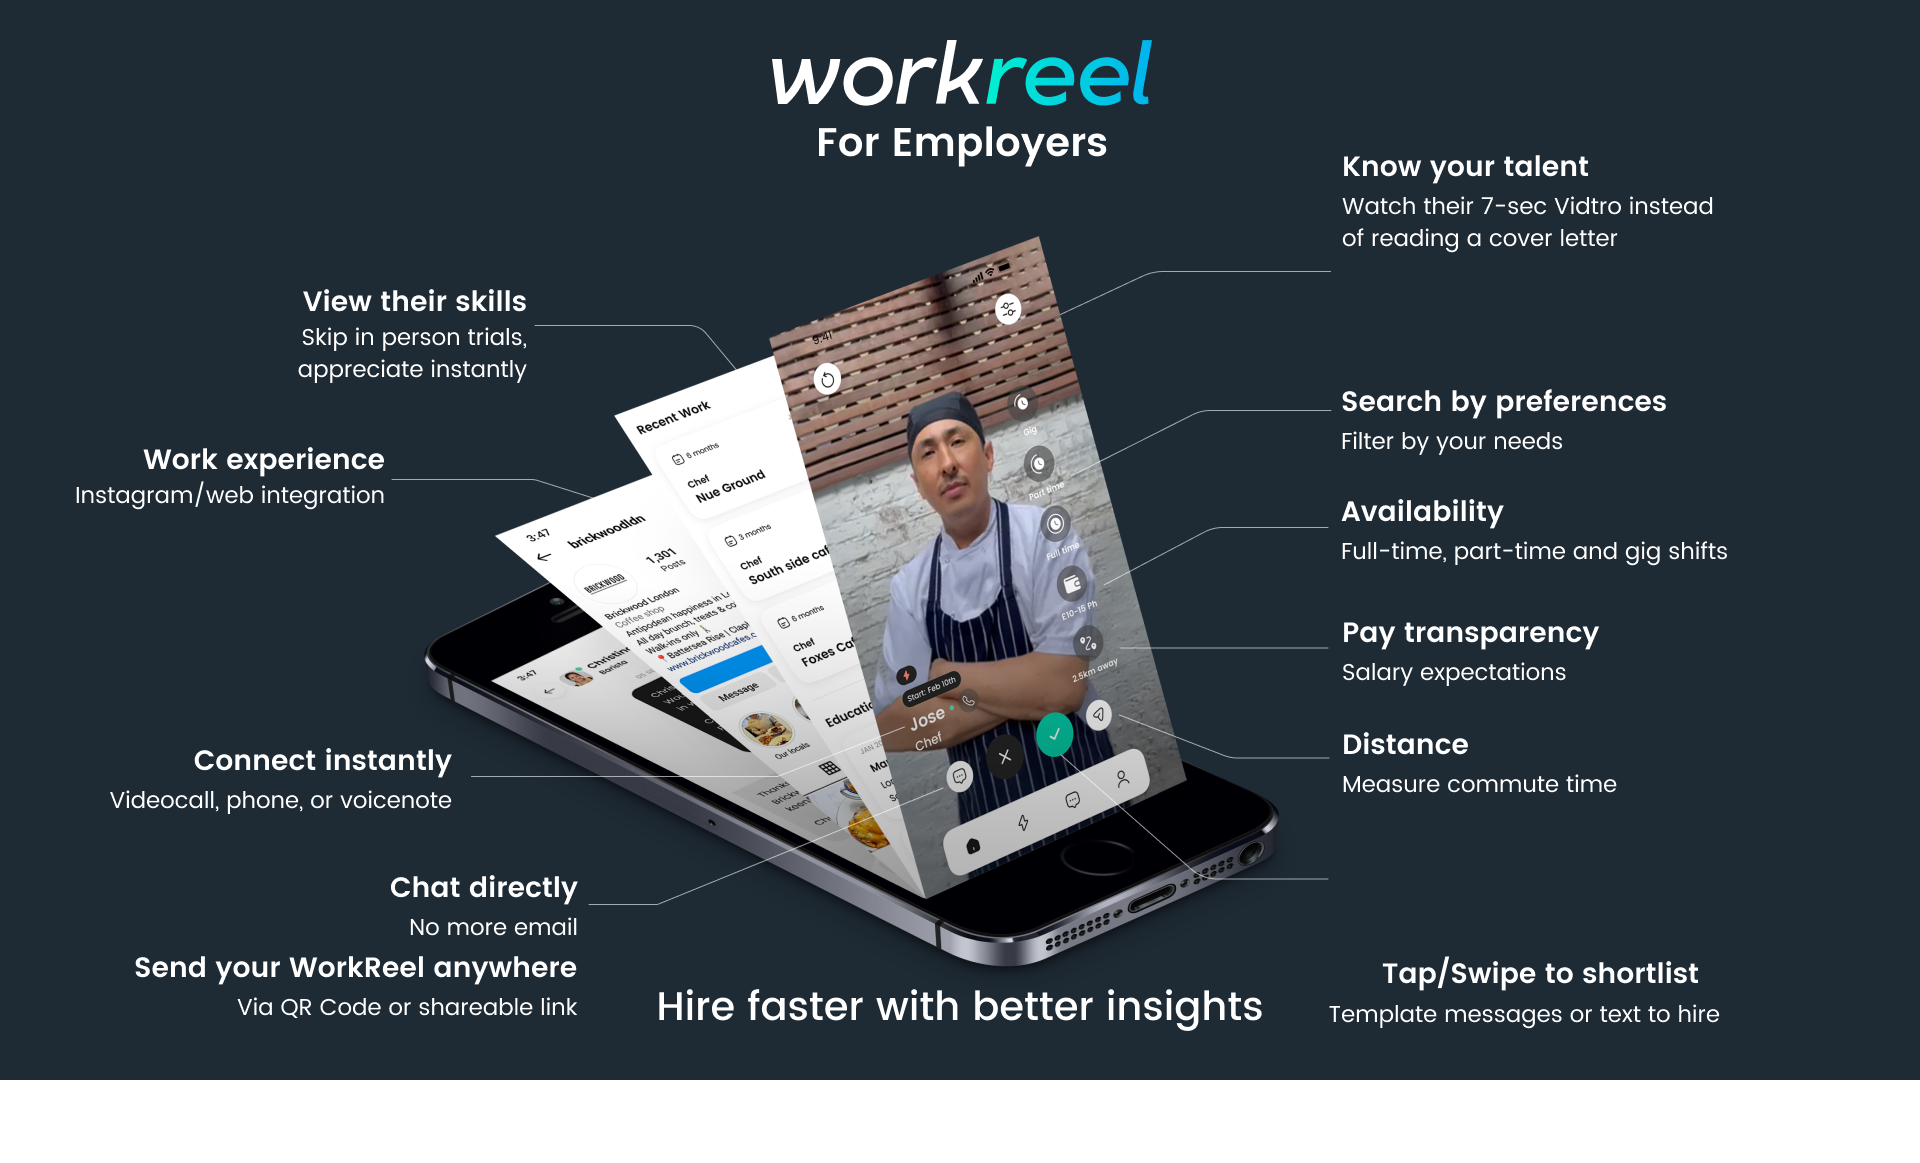 workreel
For Employers
Know your talent
Watch their 7-sec Vidtro instead
of reading a cover letter
View their skills
Skip in person trials,
appreciate instantly
Work experience
Instagram/web integration
Search by preferences
Filter by your needs
Availability
Full-time, part-time and gig shifts
Pay transparency
Salary expectations
Distance
Measure commute time
Connect instantly
Videocall, phone, or voicenote
Chat directly
No more email
Send your WorkReel anywhere
Via QR Code or shareable link
Tap/Swipe to shortlist
Template messages or text to hire
Hire faster with better insights
9:41
Gig
Part time
Full time
£10-15 Ph
2.5km away
Start: Feb 10th
Jose
Chef
Recent Work
6 months
Chef
Nue Ground
3 months
Chef
South side caf
6 months
Chef
Foxes Ca
Educatio
3:47
brickwoodldn
BRICKWOOD
1,301
Posts
Brickwood London
Coffee shop
Antipodean happiness in L
All day brunch, treats & co
Walk-ins only
Battersea Rise | Clap
www.brickwoodcafes.c
Message
Our locals
3:47
Christin
Barista